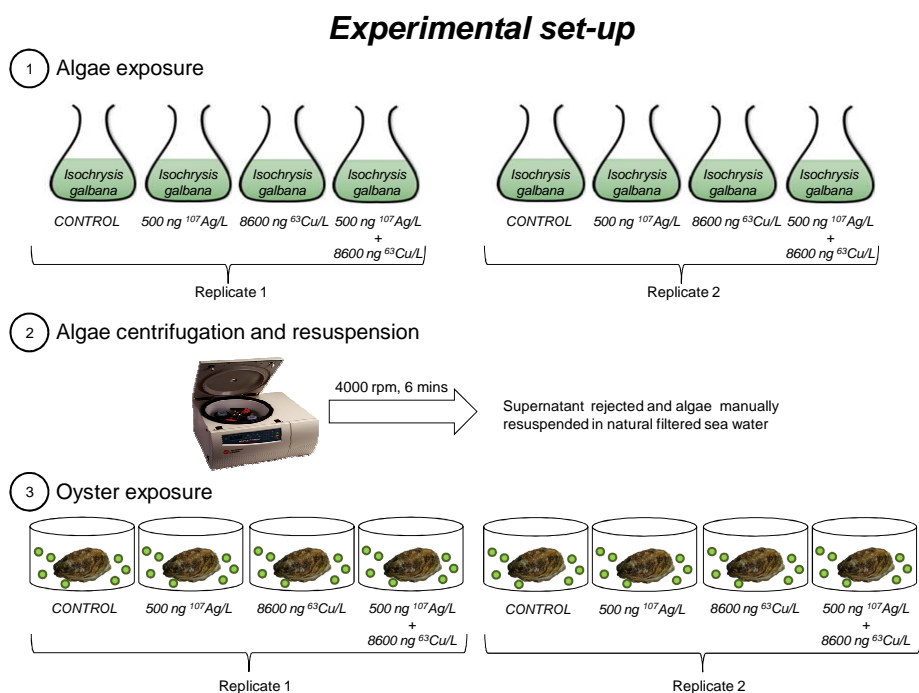 Experimental set-up
1 Algae exposure
Isochrysis galbana Isochrysis galbana Isochrysis galbana Isochrysis galbana Isochrysis galbana Isochrysis galbana Isochrysis galbana Isochrysis galbana
CONTROL 500 ng ¹⁰⁷Ag/L 8600 ng ⁶³Cu/L 500 ng ¹⁰⁷Ag/L + 8600 ng ⁶³Cu/L CONTROL 500 ng ¹⁰⁷Ag/L 8600 ng ⁶³Cu/L 500 ng ¹⁰⁷Ag/L + 8600 ng ⁶³Cu/L
Replicate 1 Replicate 2
2 Algae centrifugation and resuspension
4000 rpm, 6 mins
Supernatant rejected and algae manually
resuspended in natural filtered sea water
3 Oyster exposure
CONTROL 500 ng ¹⁰⁷Ag/L 8600 ng ⁶³Cu/L 500 ng ¹⁰⁷Ag/L + 8600 ng ⁶³Cu/L CONTROL 500 ng ¹⁰⁷Ag/L 8600 ng ⁶³Cu/L 500 ng ¹⁰⁷Ag/L + 8600 ng ⁶³Cu/L
Replicate 1 Replicate 2